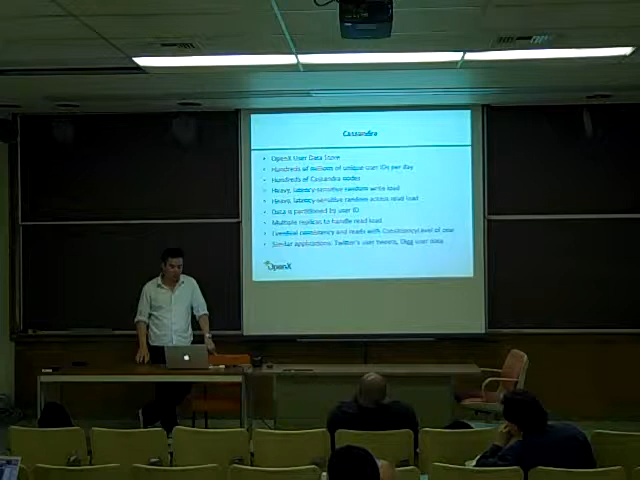 Cassandra
• OpenX User Data Store
• Hundreds of millions of unique user IDs per day
• Hundreds of Cassandra nodes
• Heavy, latency-sensitive random write load
• Heavy, latency-sensitive random access read load
• Data is partitioned by user ID
• Multiple replicas to handle read load
• Eventual consistency and reads with ConsistencyLevel of one
• Similar applications: Twitter's user tweets, Digg user data
OpenX